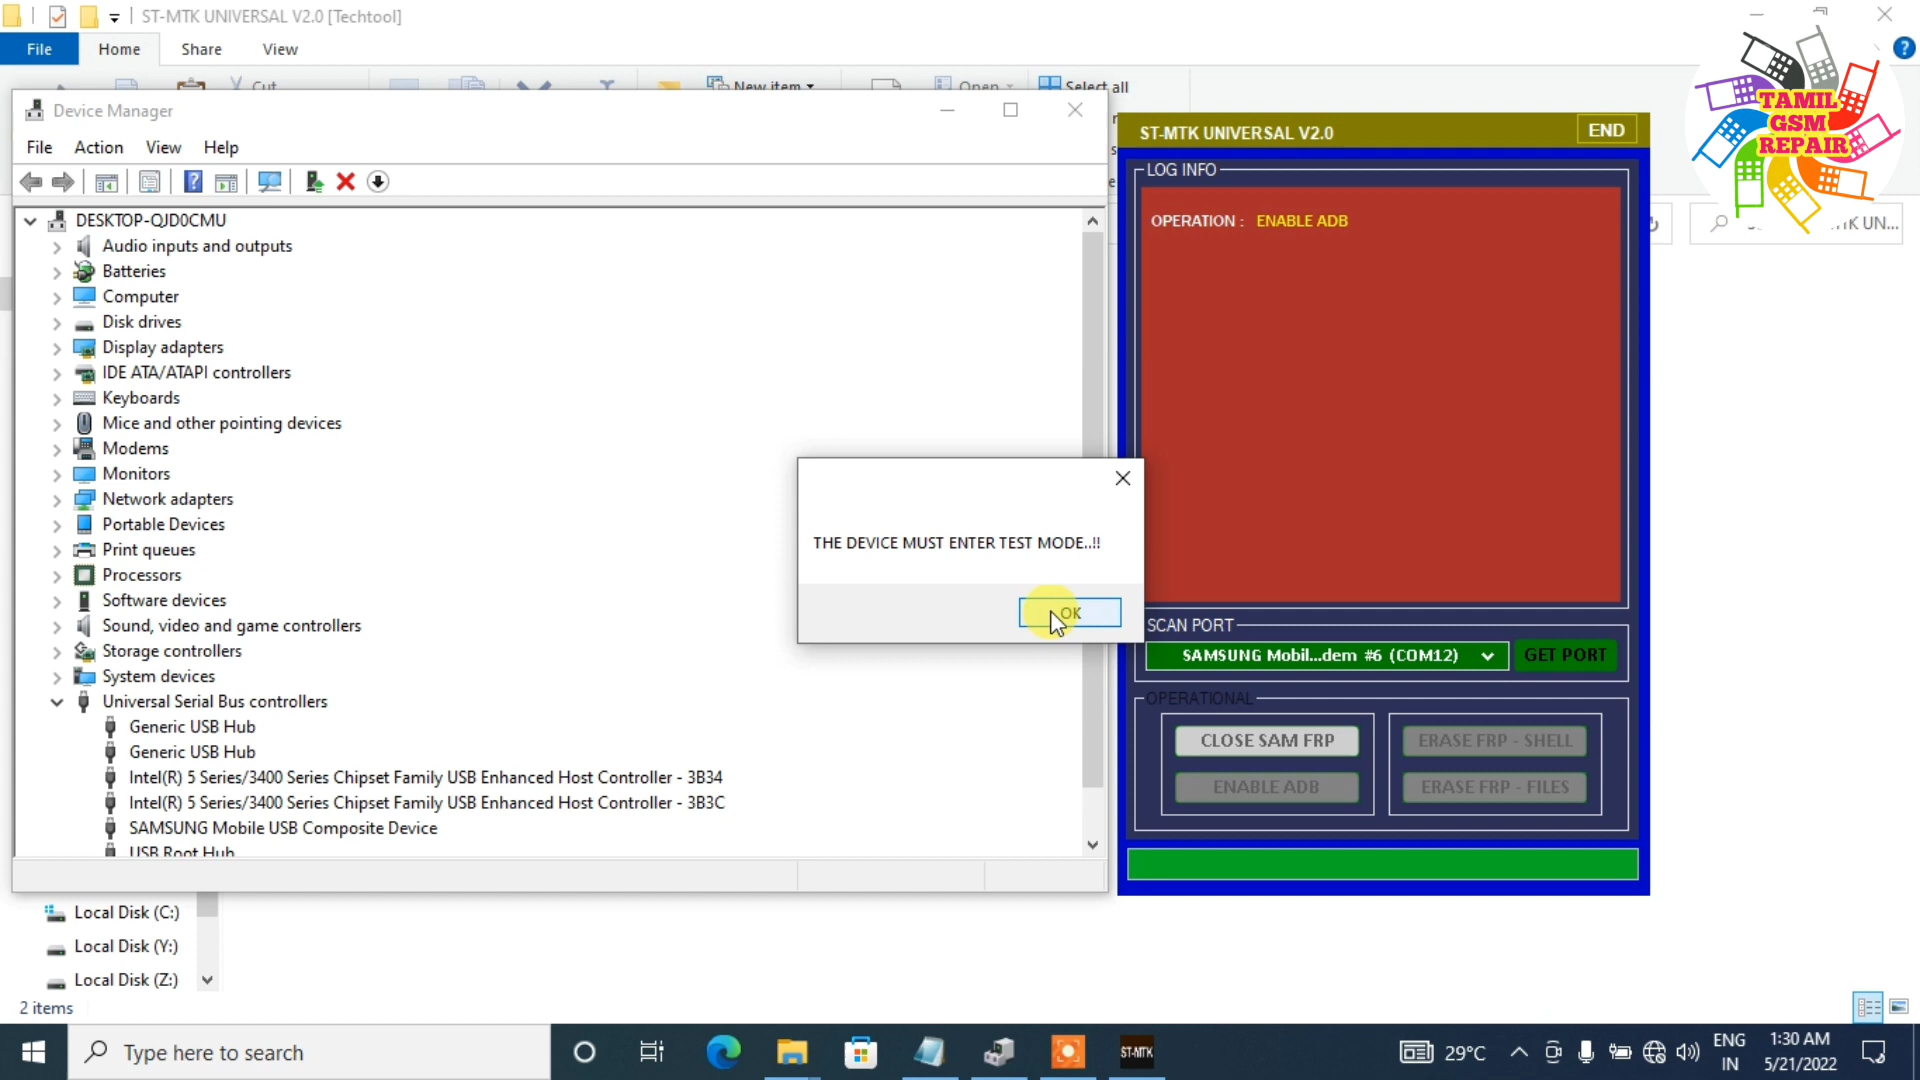 ST-MTK UNIVERSAL V2.0 [Techtool]
File Home Share View
Cut
New item
Open
Select all
TAMIL
GSM
REPAIR
Device Manager
File Action View Help
DESKTOP-QJD0CMU
Audio inputs and outputs
Batteries
Computer
Disk drives
Display adapters
IDE ATA/ATAPI controllers
Keyboards
Mice and other pointing devices
Modems
Monitors
Network adapters
Portable Devices
Print queues
Processors
Software devices
Sound, video and game controllers
Storage controllers
System devices
Universal Serial Bus controllers
Generic USB Hub
Generic USB Hub
Intel(R) 5 Series/3400 Series Chipset Family USB Enhanced Host Controller - 3B34
Intel(R) 5 Series/3400 Series Chipset Family USB Enhanced Host Controller - 3B3C
SAMSUNG Mobile USB Composite Device
USB Root Hub
THE DEVICE MUST ENTER TEST MODE..!!
OK
ST-MTK UNIVERSAL V2.0
END
LOG INFO
OPERATION : ENABLE ADB
SCAN PORT
SAMSUNG Mobil...dem #6 (COM12)
GET PORT
OPERATIONAL
CLOSE SAM FRP
ERASE FRP - SHELL
ENABLE ADB
ERASE FRP - FILES
Local Disk (C:)
Local Disk (Y:)
Local Disk (Z:)
2 items
Type here to search
ST-MTK
29°C
ENG
IN
1:30 AM
5/21/2022